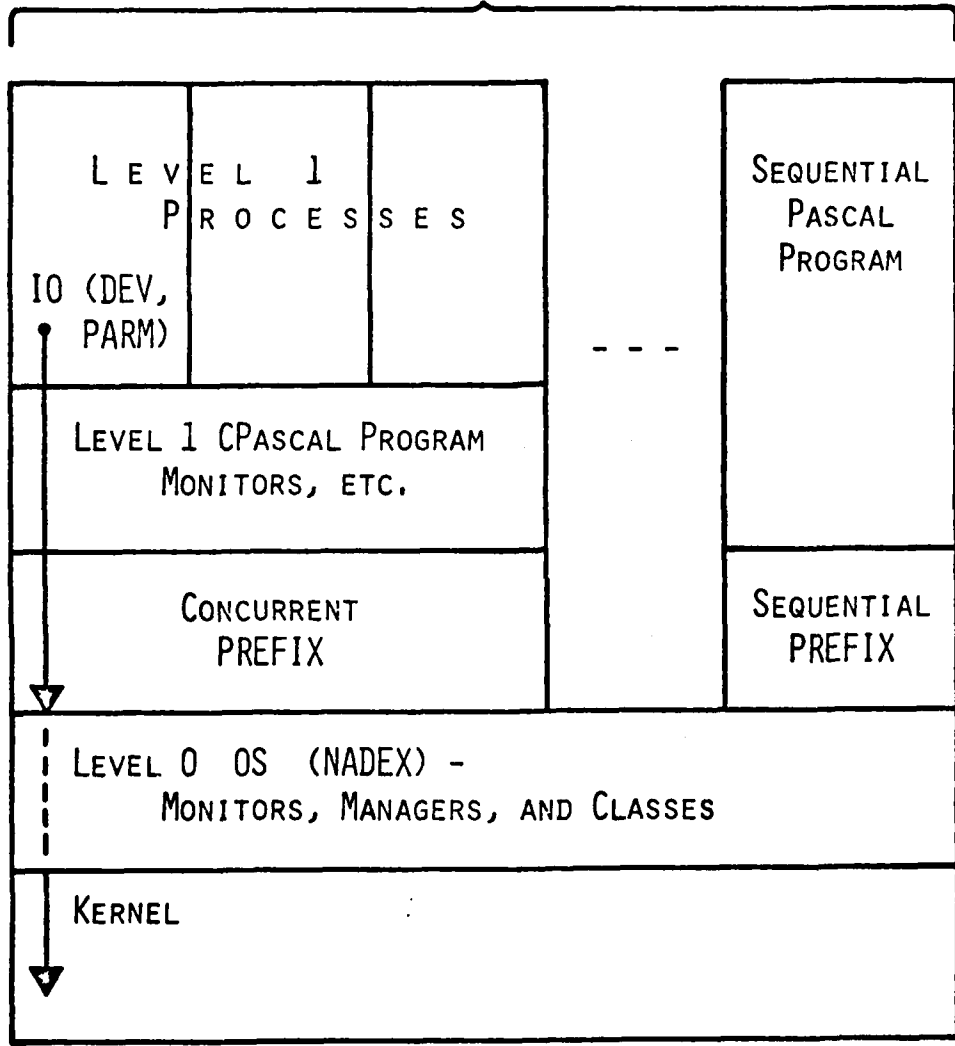 LEVEL 1
PROCESSES
IO (DEV,
PARM)
SEQUENTIAL
PASCAL
PROGRAM
- - -
LEVEL 1 CPASCAL PROGRAM
MONITORS, ETC.
CONCURRENT
PREFIX
SEQUENTIAL
PREFIX
LEVEL 0 OS (NADEX) -
MONITORS, MANAGERS, AND CLASSES
KERNEL